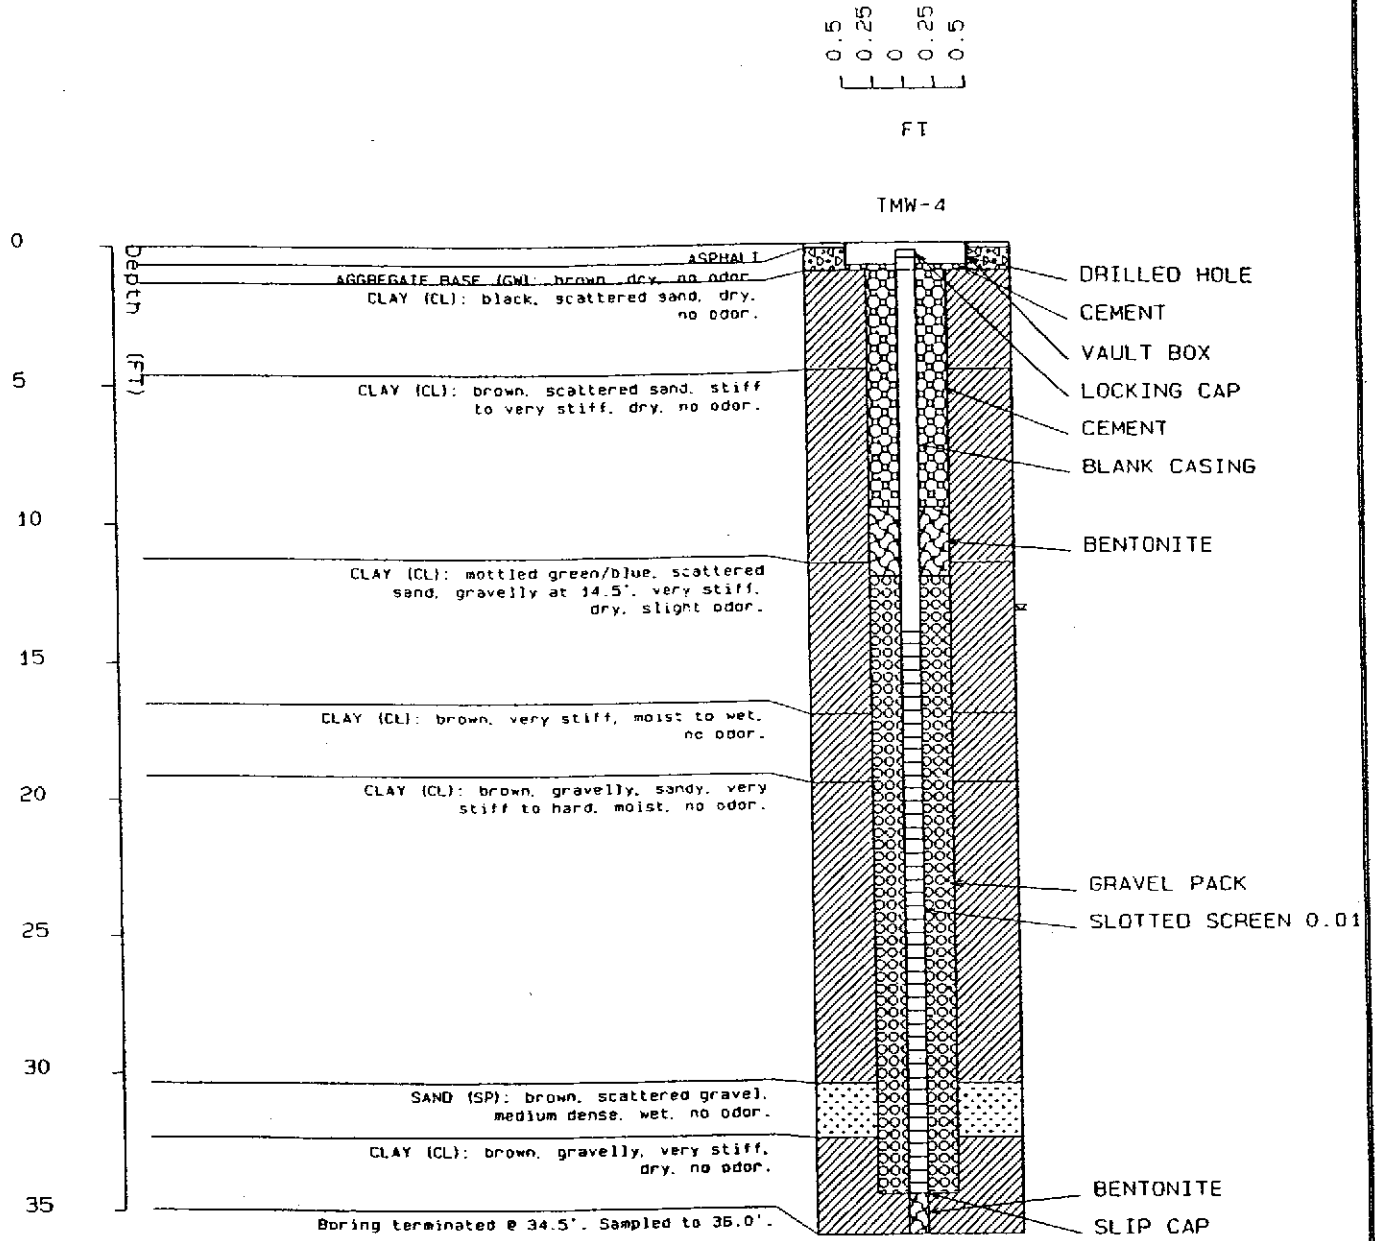 0.5
0.25
0
0.25
0.5
FT
TMW-4
Depth (FT)
0
5
10
15
20
25
30
35
ASPHALT
AGGREGATE BASE (GW): brown, dry, no odor
CLAY (CL): black, scattered sand, dry,
no odor.
CLAY (CL): brown, scattered sand, stiff
to very stiff, dry, no odor.
CLAY (CL): mottled green/blue, scattered
sand, gravelly at 14.5', very stiff,
dry, slight odor.
CLAY (CL): brown, very stiff, moist to wet,
no odor.
CLAY (CL): brown, gravelly, sandy, very
stiff to hard, moist, no odor.
SAND (SP): brown, scattered gravel,
medium dense, wet, no odor.
CLAY (CL): brown, gravelly, very stiff,
dry, no odor.
Boring terminated @ 34.5'. Sampled to 36.0'.
DRILLED HOLE
CEMENT
VAULT BOX
LOCKING CAP
CEMENT
BLANK CASING
BENTONITE
GRAVEL PACK
SLOTTED SCREEN 0.01
BENTONITE
SLIP CAP